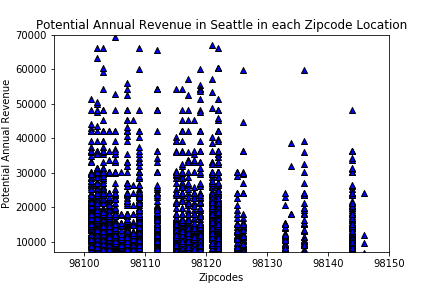 Potential Annual Revenue in Seattle in each Zipcode Location
70000
60000
50000
40000
30000
20000
10000
Potential Annual Revenue
98100 98110 98120 98130 98140 98150
Zipcodes